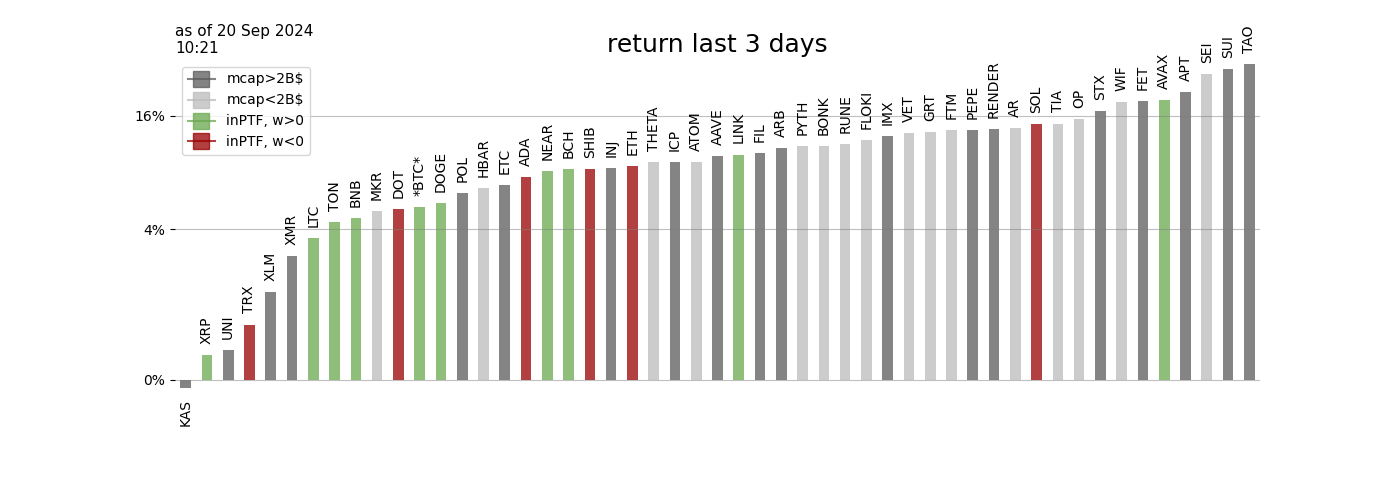 as of 20 Sep 2024
10:21
return last 3 days
mcap>2B$
mcap<2B$
inPTF, w>0
inPTF, w<0
16%
4%
0%
KAS
XRP
UNI
TRX
XLM
XMR
LTC
TON
BNB
MKR
DOT
*BTC*
DOGE
POL
HBAR
ETC
ADA
NEAR
BCH
SHIB
INJ
ETH
THETA
ICP
ATOM
AAVE
LINK
FIL
ARB
PYTH
BONK
RUNE
FLOKI
IMX
VET
GRT
FTM
PEPE
RENDER
AR
SOL
TIA
OP
STX
WIF
FET
AVAX
APT
SEI
SUI
TAO